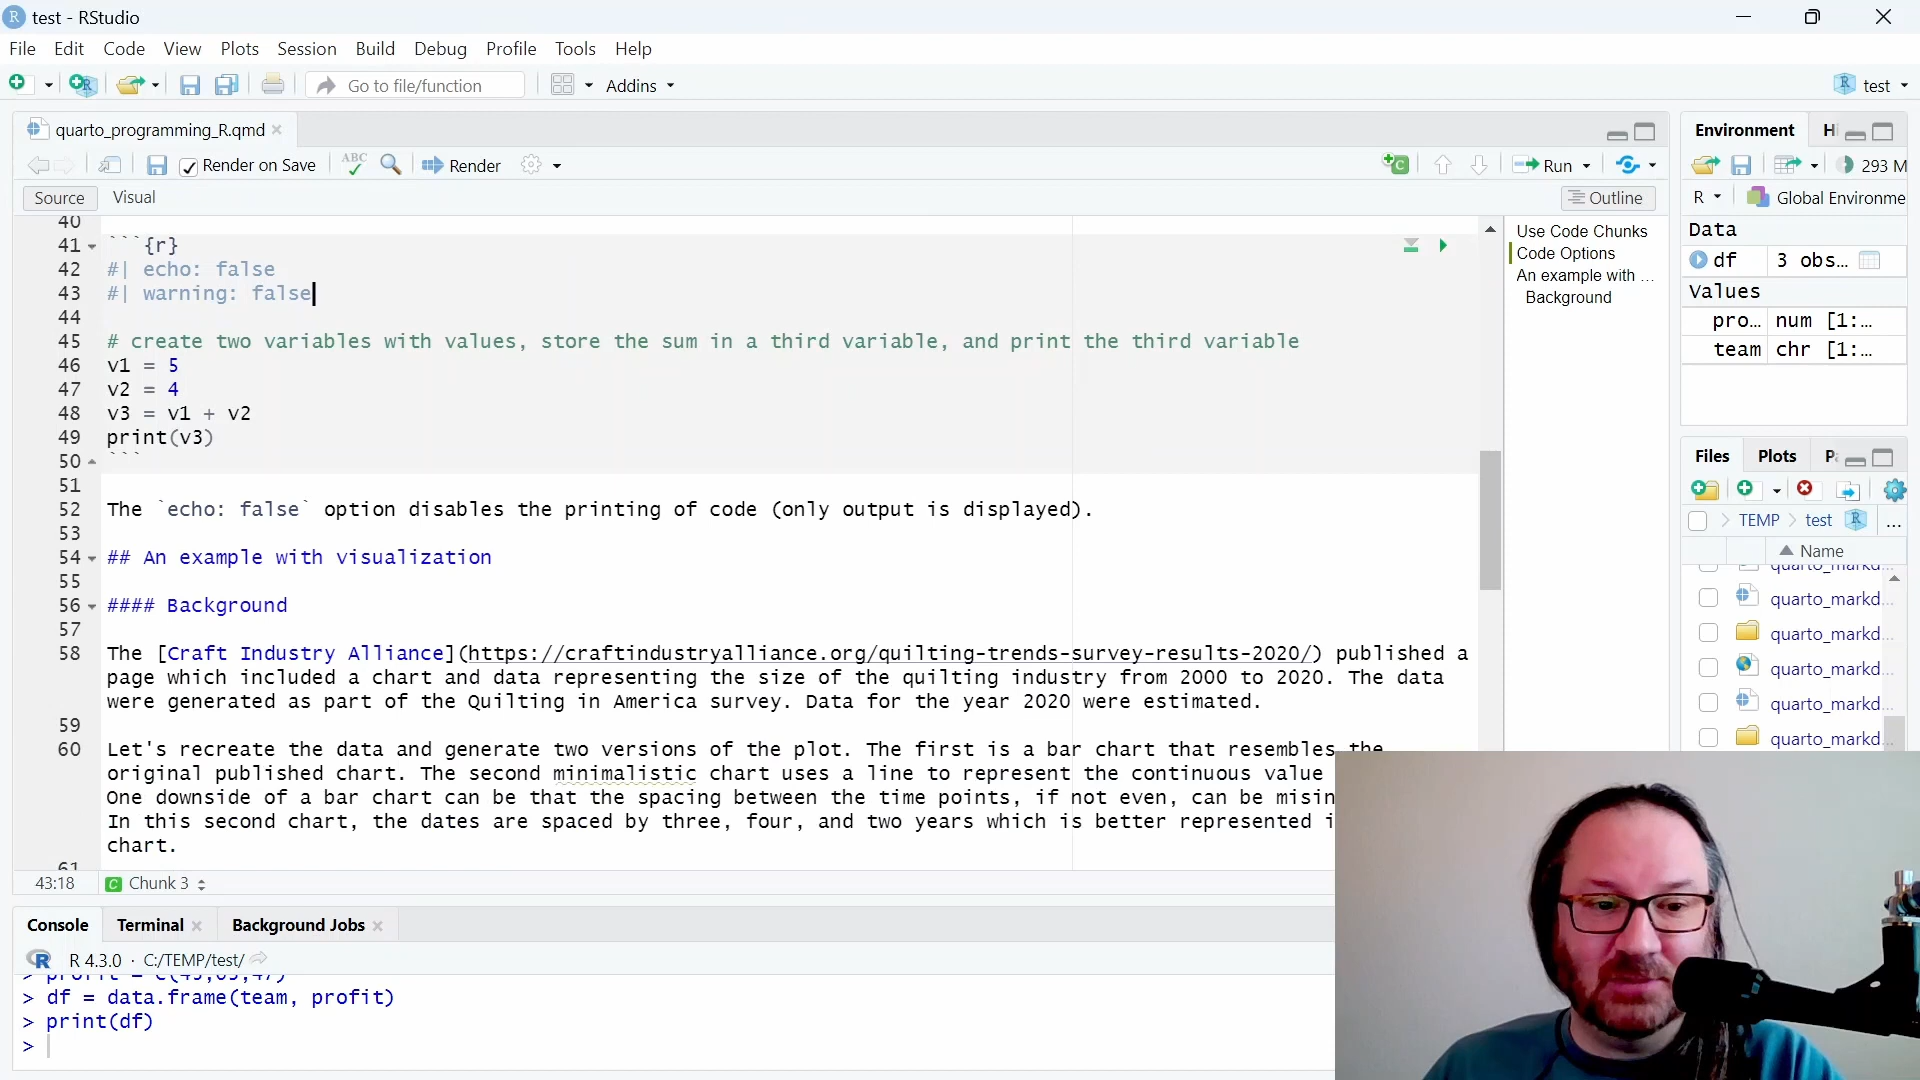 test - RStudio
File Edit Code View Plots Session Build Debug Profile Tools Help
Go to file/function Addins test
quarto_programming_R.qmd
Render on Save ABC Render Run
Source Visual Outline
40
41 ```{r}
42 #| echo: false
43 #| warning: false
44
45 # create two variables with values, store the sum in a third variable, and print the third variable
46 v1 = 5
47 v2 = 4
48 v3 = v1 + v2
49 print(v3)
50 ```
51
52 The `echo: false` option disables the printing of code (only output is displayed).
53
54 ## An example with visualization
55
56 #### Background
57
58 The [Craft Industry Alliance](https://craftindustryalliance.org/quilting-trends-survey-results-2020/) published a
page which included a chart and data representing the size of the quilting industry from 2000 to 2020. The data
were generated as part of the Quilting in America survey. Data for the year 2020 were estimated.
59
60 Let's recreate the data and generate two versions of the plot. The first is a bar chart that resembles the
original published chart. The second minimalistic chart uses a line to represent the continuous value
One downside of a bar chart can be that the spacing between the time points, if not even, can be misin
In this second chart, the dates are spaced by three, four, and two years which is better represented i
chart.
61
43:18 C Chunk 3
Use Code Chunks
Code Options
An example with ...
Background
Console Terminal Background Jobs
R 4.3.0 · C:/TEMP/test/
> df = data.frame(team, profit)
> print(df)
>
Environment
293 M
R Global Environme
Data
df 3 obs...
Values
pro... num [1:...
team chr [1:...
Files Plots
TEMP test ...
Name
quarto_markd...
quarto_markd...
quarto_markd...
quarto_markd...
quarto_markd...
quarto_markd...